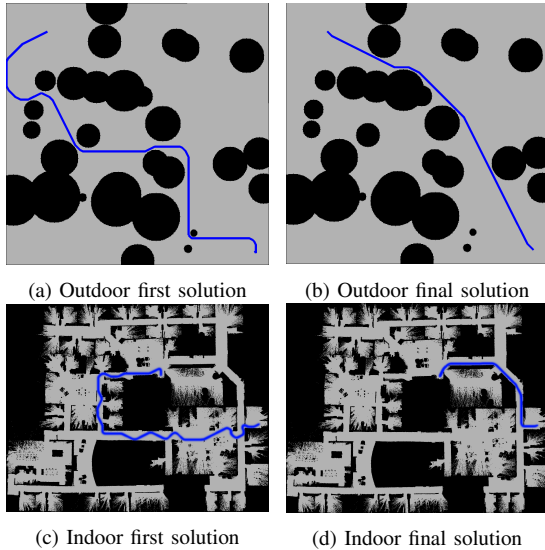 (a) Outdoor first solution
(b) Outdoor final solution
(c) Indoor first solution
(d) Indoor final solution